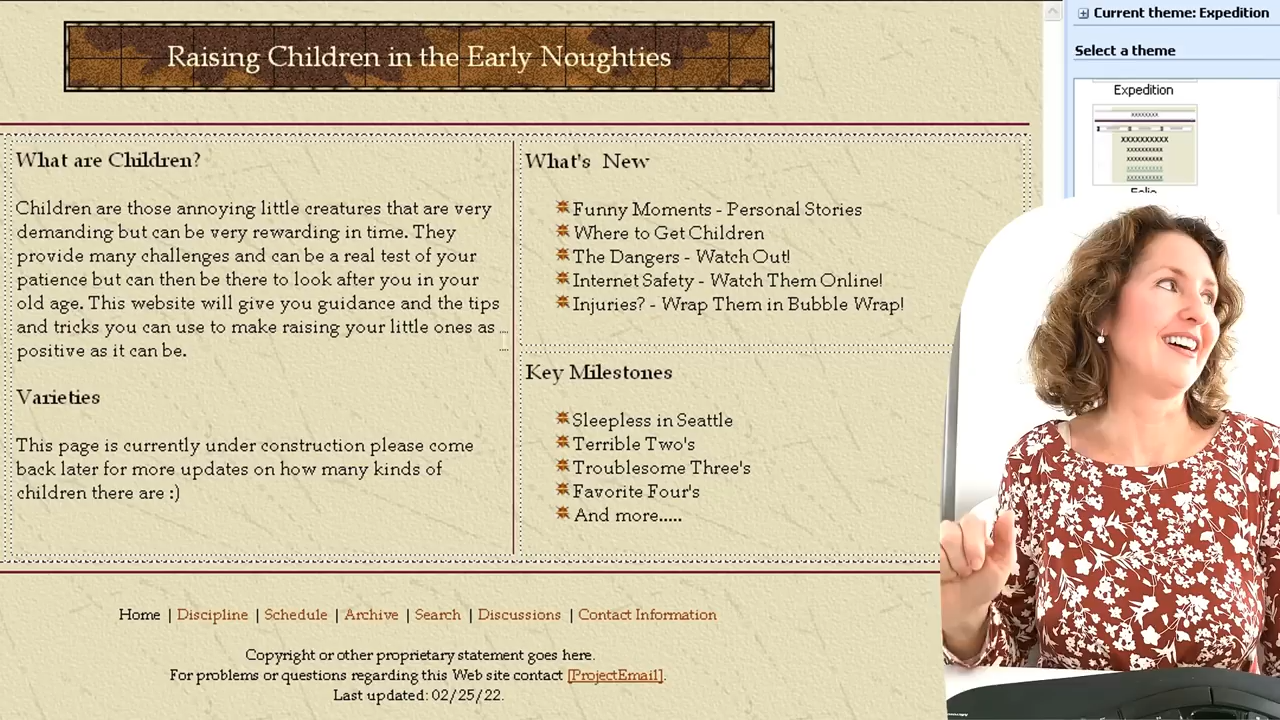 Raising Children in the Early Noughties
Current theme: Expedition
Select a theme
Expedition
XXXXXXX
XXXXXXXXXX
XXXXXXXXXX
XXXXXXXXXX
XXXXXXXXXX
XXXXXXXXXX
What are Children?
Children are those annoying little creatures that are very
demanding but can be very rewarding in time. They
provide many challenges and can be a real test of your
patience but can then be there to look after you in your
old age. This website will give you guidance and the tips
and tricks you can use to make raising your little ones as
positive as it can be.
Varieties
This page is currently under construction please come
back later for more updates on how many kinds of
children there are :)
What's New
Funny Moments - Personal Stories
Where to Get Children
The Dangers - Watch Out!
Internet Safety - Watch Them Online!
Injuries? - Wrap Them in Bubble Wrap!
Key Milestones
Sleepless in Seattle
Terrible Two's
Troublesome Three's
Favorite Four's
And more.....
Home | Discipline | Schedule | Archive | Search | Discussions | Contact Information
Copyright or other proprietary statement goes here.
For problems or questions regarding this Web site contact [ProjectEmail].
Last updated: 02/25/22.